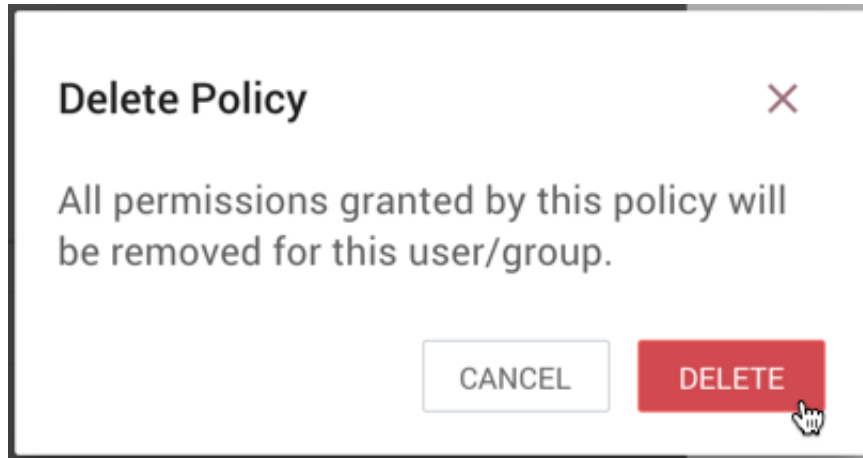 Delete Policy
All permissions granted by this policy will
be removed for this user/group.
CANCEL
DELETE